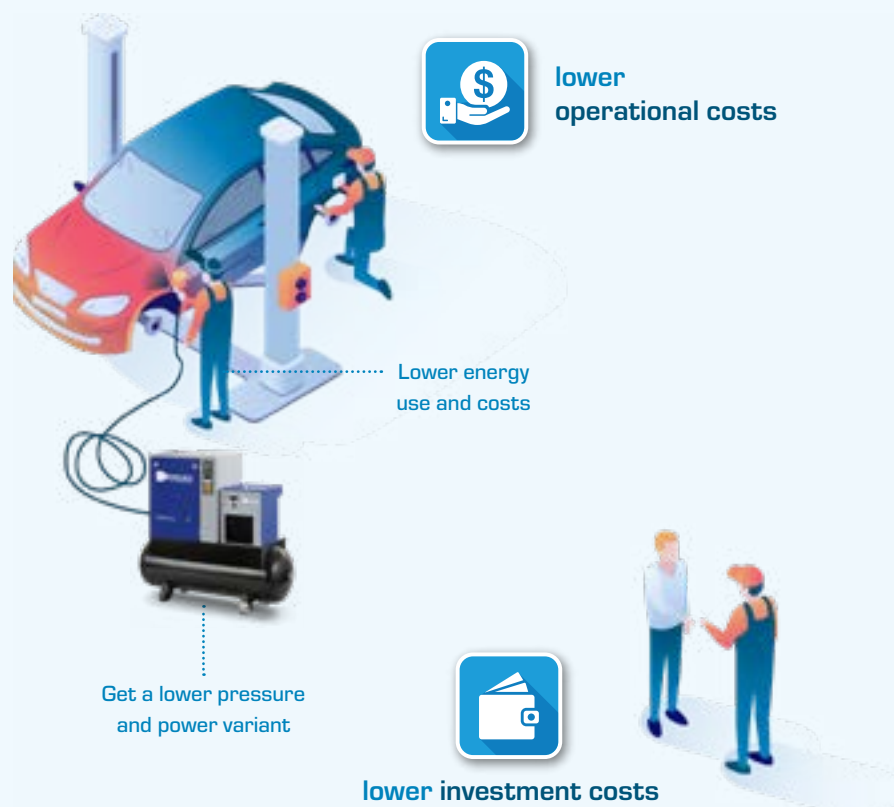 $
lower
operational costs
Lower energy
use and costs
Get a lower pressure
and power variant
lower investment costs